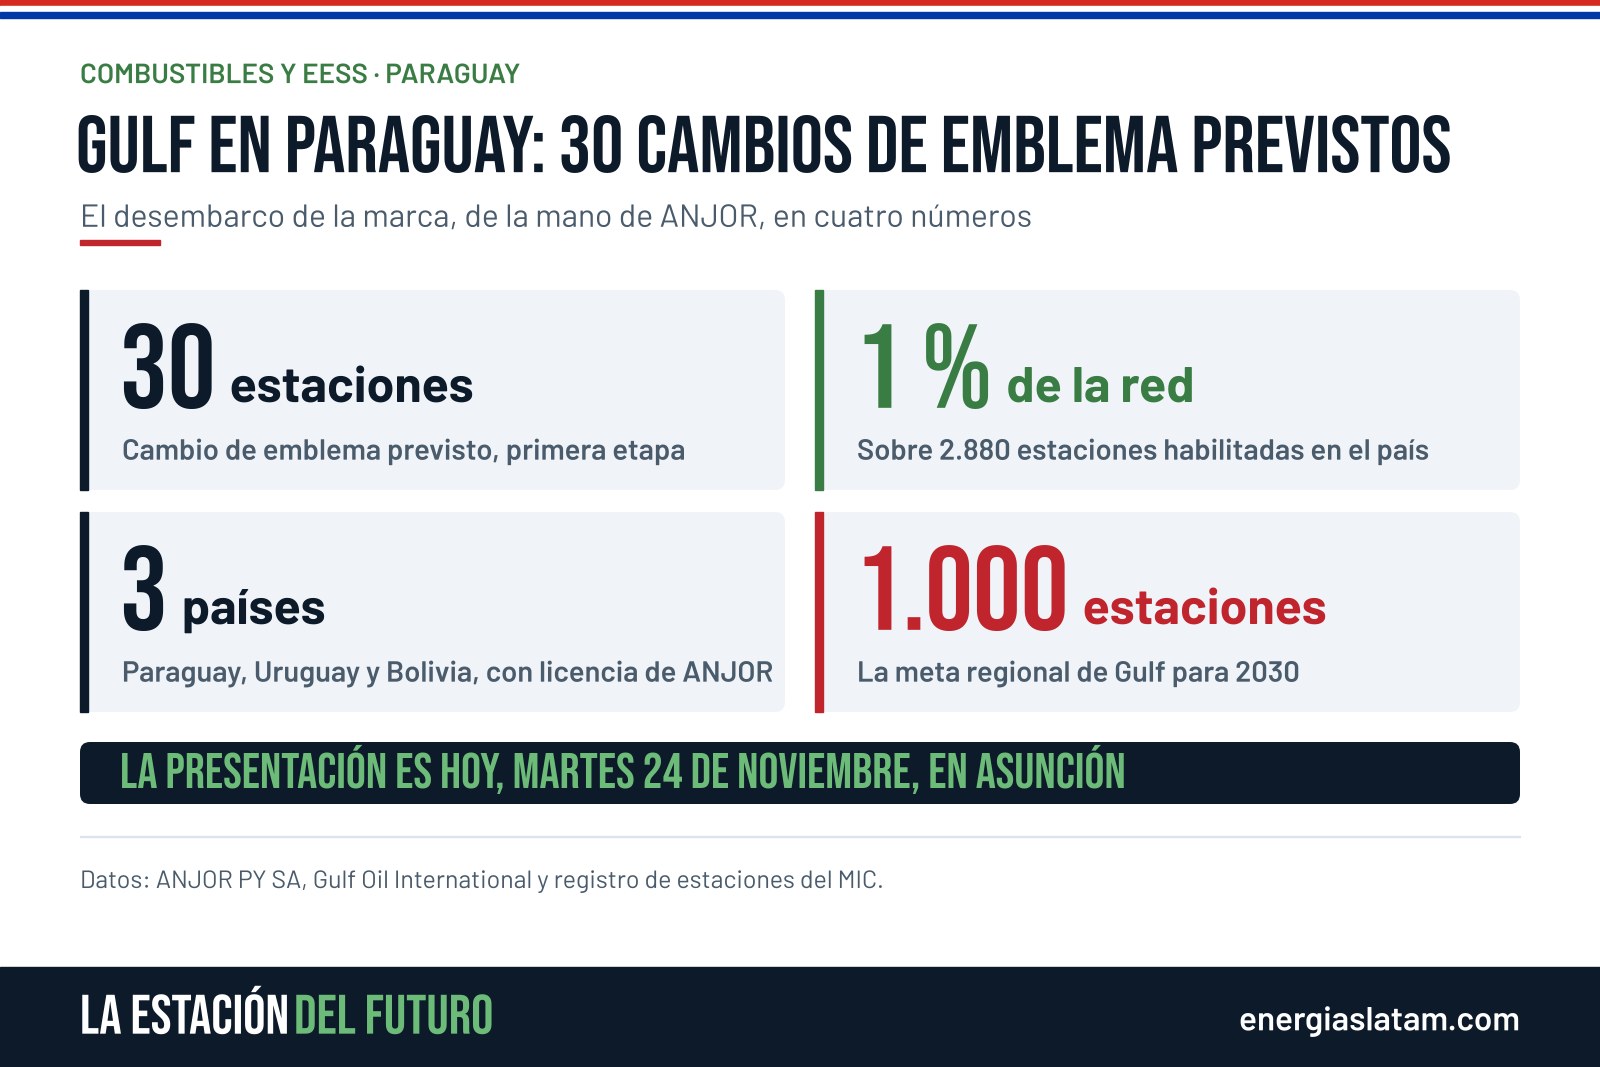 COMBUSTIBLES Y EESS · PARAGUAY
GULF EN PARAGUAY: 30 CAMBIOS DE EMBLEMA PREVISTOS
El desembarco de la marca, de la mano de ANJOR, en cuatro números
30 estaciones
Cambio de emblema previsto, primera etapa
1 % de la red
Sobre 2.880 estaciones habilitadas en el país
3 países
Paraguay, Uruguay y Bolivia, con licencia de ANJOR
1.000 estaciones
La meta regional de Gulf para 2030
LA PRESENTACIÓN ES HOY, MARTES 24 DE NOVIEMBRE, EN ASUNCIÓN
Datos: ANJOR PY SA, Gulf Oil International y registro de estaciones del MIC.
LA ESTACIÓN DEL FUTURO
energiaslatam.com